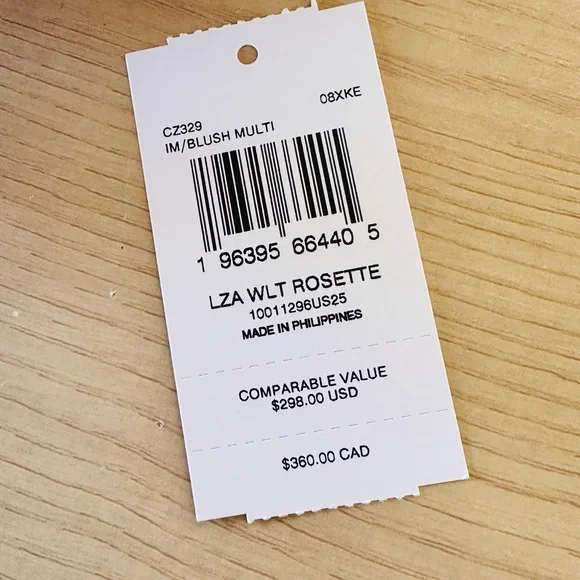 08XKE
CZ329
IM/BLUSH MULTI
1 96395 66440 5
LZA WLT ROSETTE
10011296US25
MADE IN PHILIPPINES
COMPARABLE VALUE
$298.00 USD
$360.00 CAD